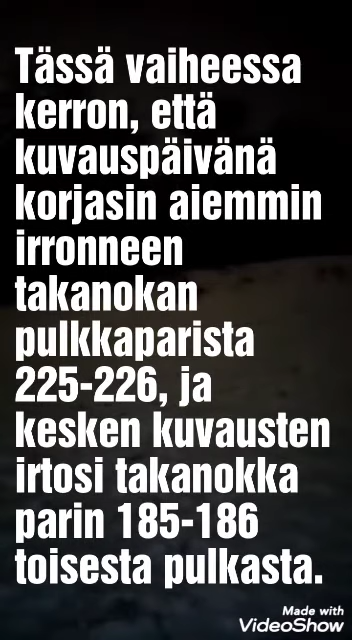 Tässä vaiheessa
kerron, että
kuvauspäivänä
korjasin aiemmin
irronneen
takanokan
pulkkaparista
225-226, ja
kesken kuvausten
irtosi takanokka
parin 185-186
toisesta pulkasta.
Made with
VideoShow